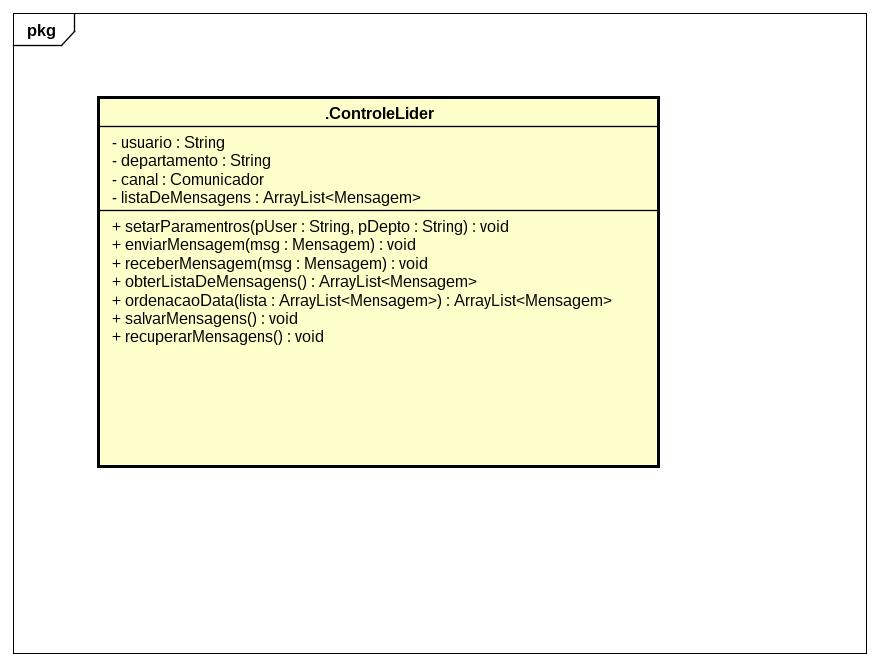 pkg
.ControleLider
- usuario : String
- departamento : String
- canal : Comunicador
- listaDeMensagens : ArrayList<Mensagem>
+ setarParamentros(pUser : String, pDepto : String) : void
+ enviarMensagem(msg : Mensagem) : void
+ receberMensagem(msg : Mensagem) : void
+ obterListaDeMensagens() : ArrayList<Mensagem>
+ ordenacaoData(lista : ArrayList<Mensagem>) : ArrayList<Mensagem>
+ salvarMensagens() : void
+ recuperarMensagens() : void